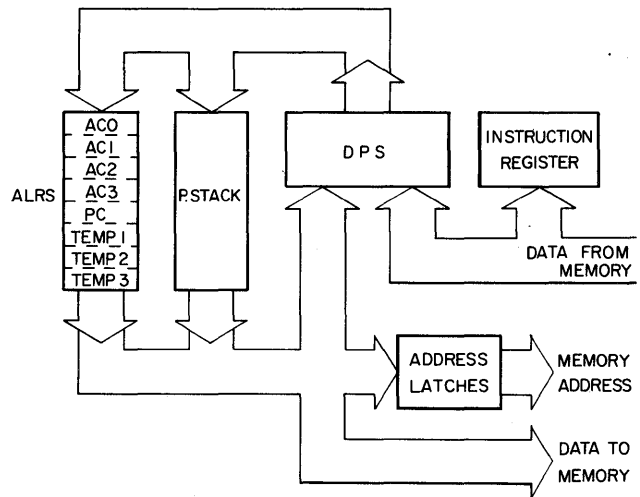 AC0
AC1
AC2
AC3
PC
TEMP 1
TEMP 2
TEMP 3
ALRS
P.STACK
DPS
INSTRUCTION
REGISTER
DATA FROM
MEMORY
ADDRESS
LATCHES
MEMORY
ADDRESS
DATA TO
MEMORY